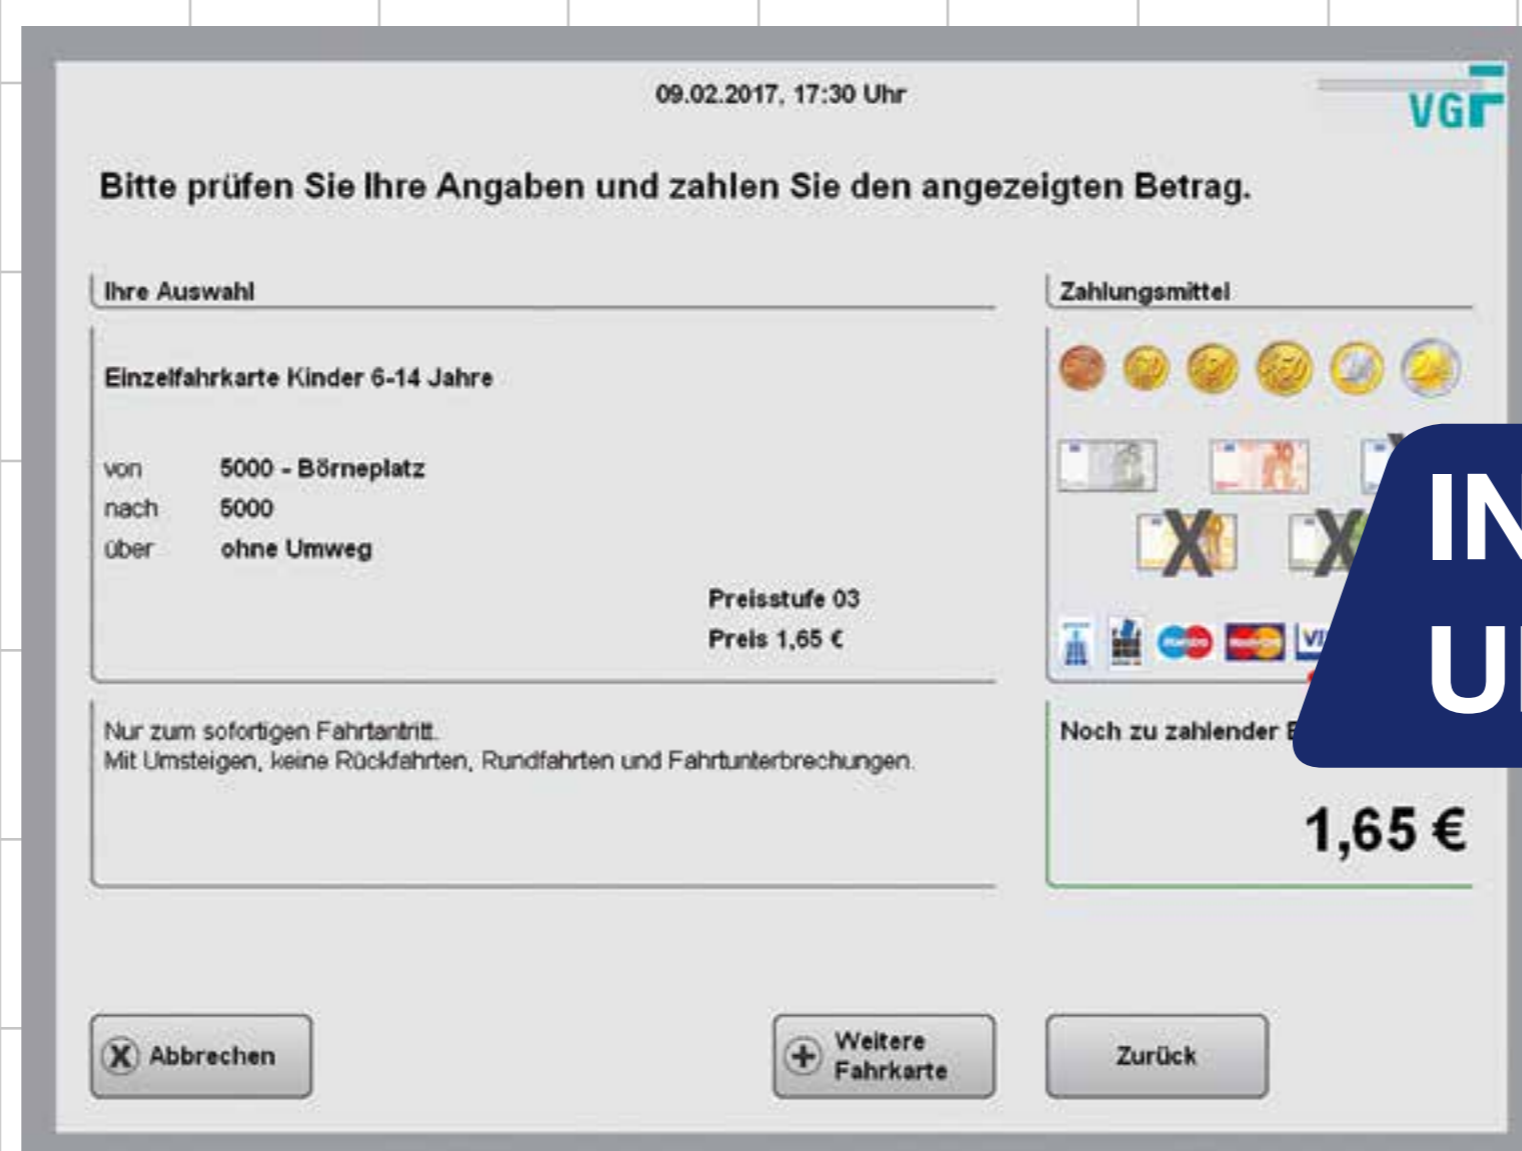 09.02.2017, 17:30 Uhr
VGF
Bitte prüfen Sie Ihre Angaben und zahlen Sie den angezeigten Betrag.
Ihre Auswahl
Zahlungsmittel
Einzelfahrkarte Kinder 6-14 Jahre
von 5000 - Börneplatz
nach 5000
über ohne Umweg
Preisstufe 03
Preis 1,65 €
Nur zum sofortigen Fahrtantritt.
Mit Umsteigen, keine Rückfahrten, Rundfahrten und Fahrtunterbrechungen.
Noch zu zahlender
1,65 €
X Abbrechen
Weitere
Fahrkarte
Zurück
IN